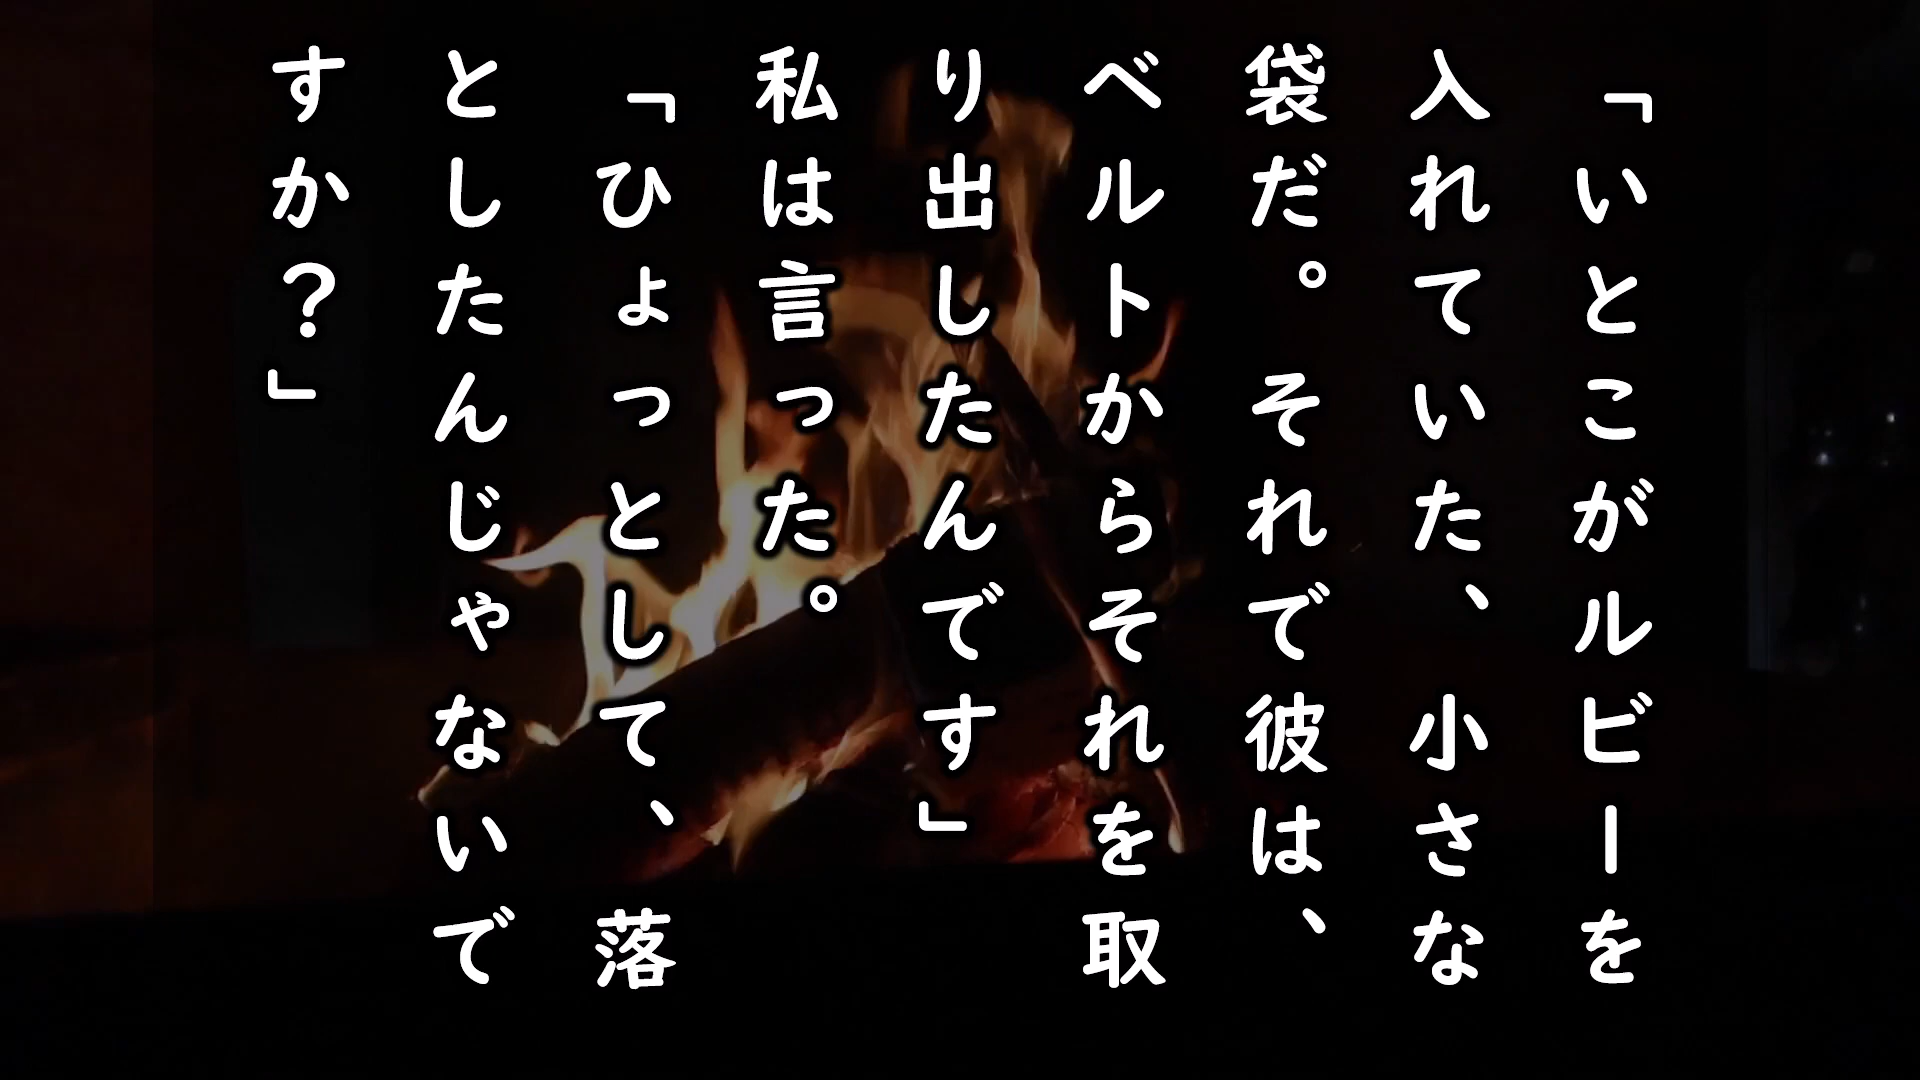 「いとこがルビーを
入れていた、小さな
袋だ。それで彼は、
ベルトからそれを取
り出したんです」
私は言った。
「ひょっとして、落
としたんじゃないで
すか？」